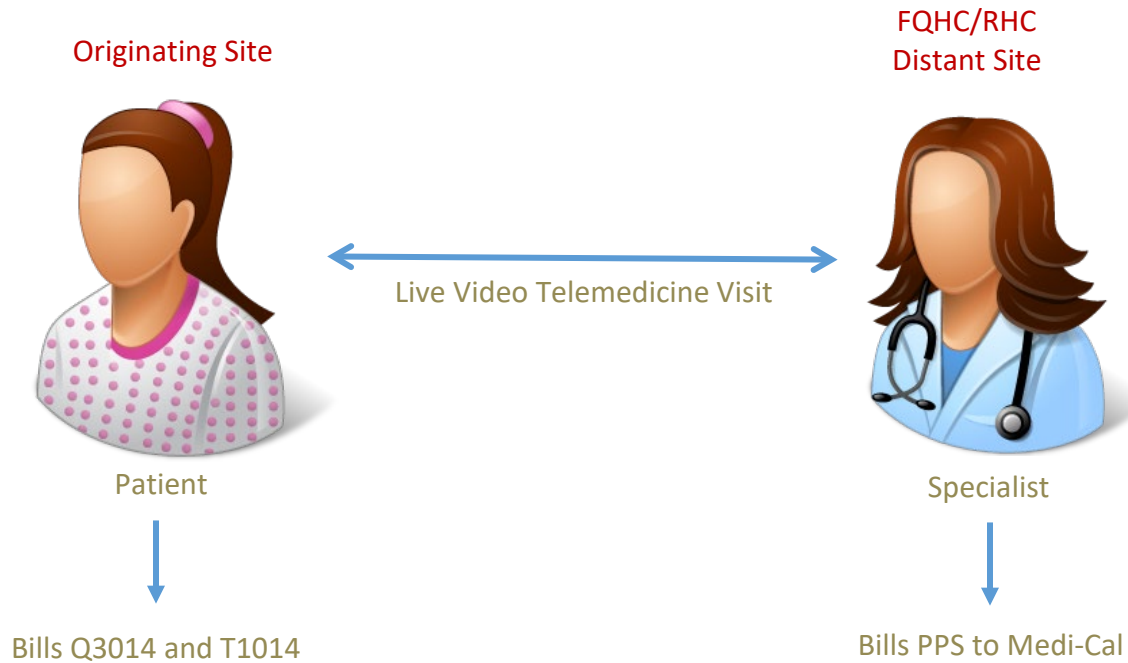 Originating Site
FQHC/RHC
Distant Site
Live Video Telemedicine Visit
Patient
Specialist
Bills Q3014 and T1014
Bills PPS to Medi-Cal